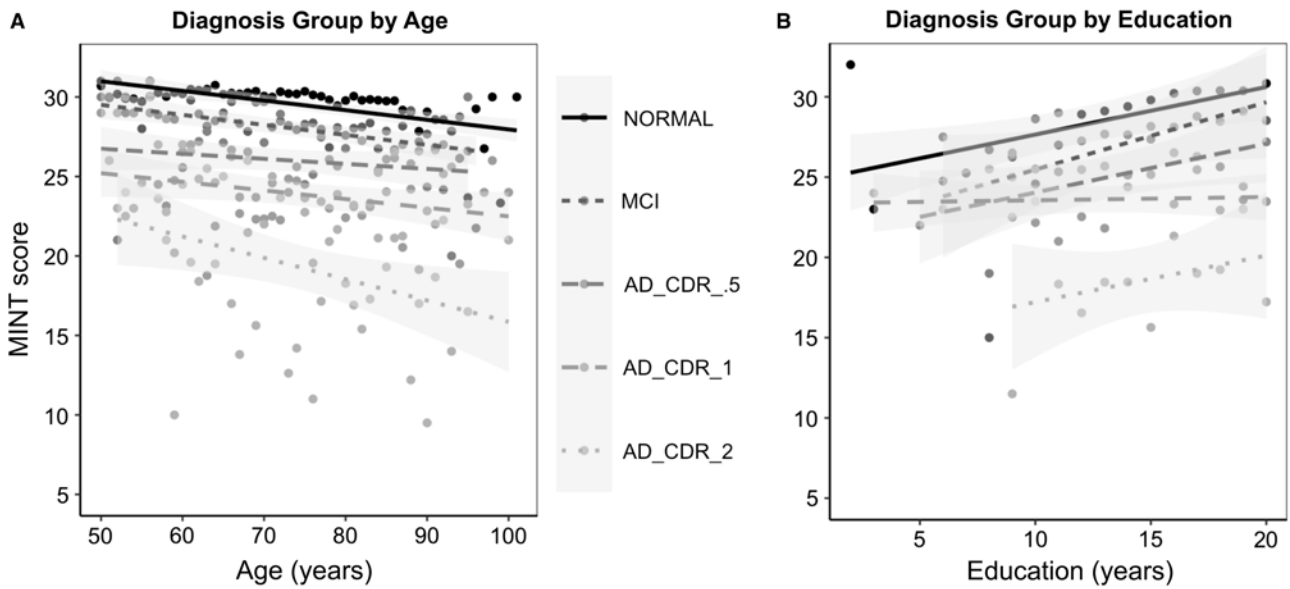 A
Diagnosis Group by Age
MINT score
30
25
20
15
10
5
50 60 70 80 90 100
Age (years)
NORMAL
MCI
AD_CDR_.5
AD_CDR_1
AD_CDR_2
B
Diagnosis Group by Education
30
25
20
15
10
5
5 10 15 20
Education (years)